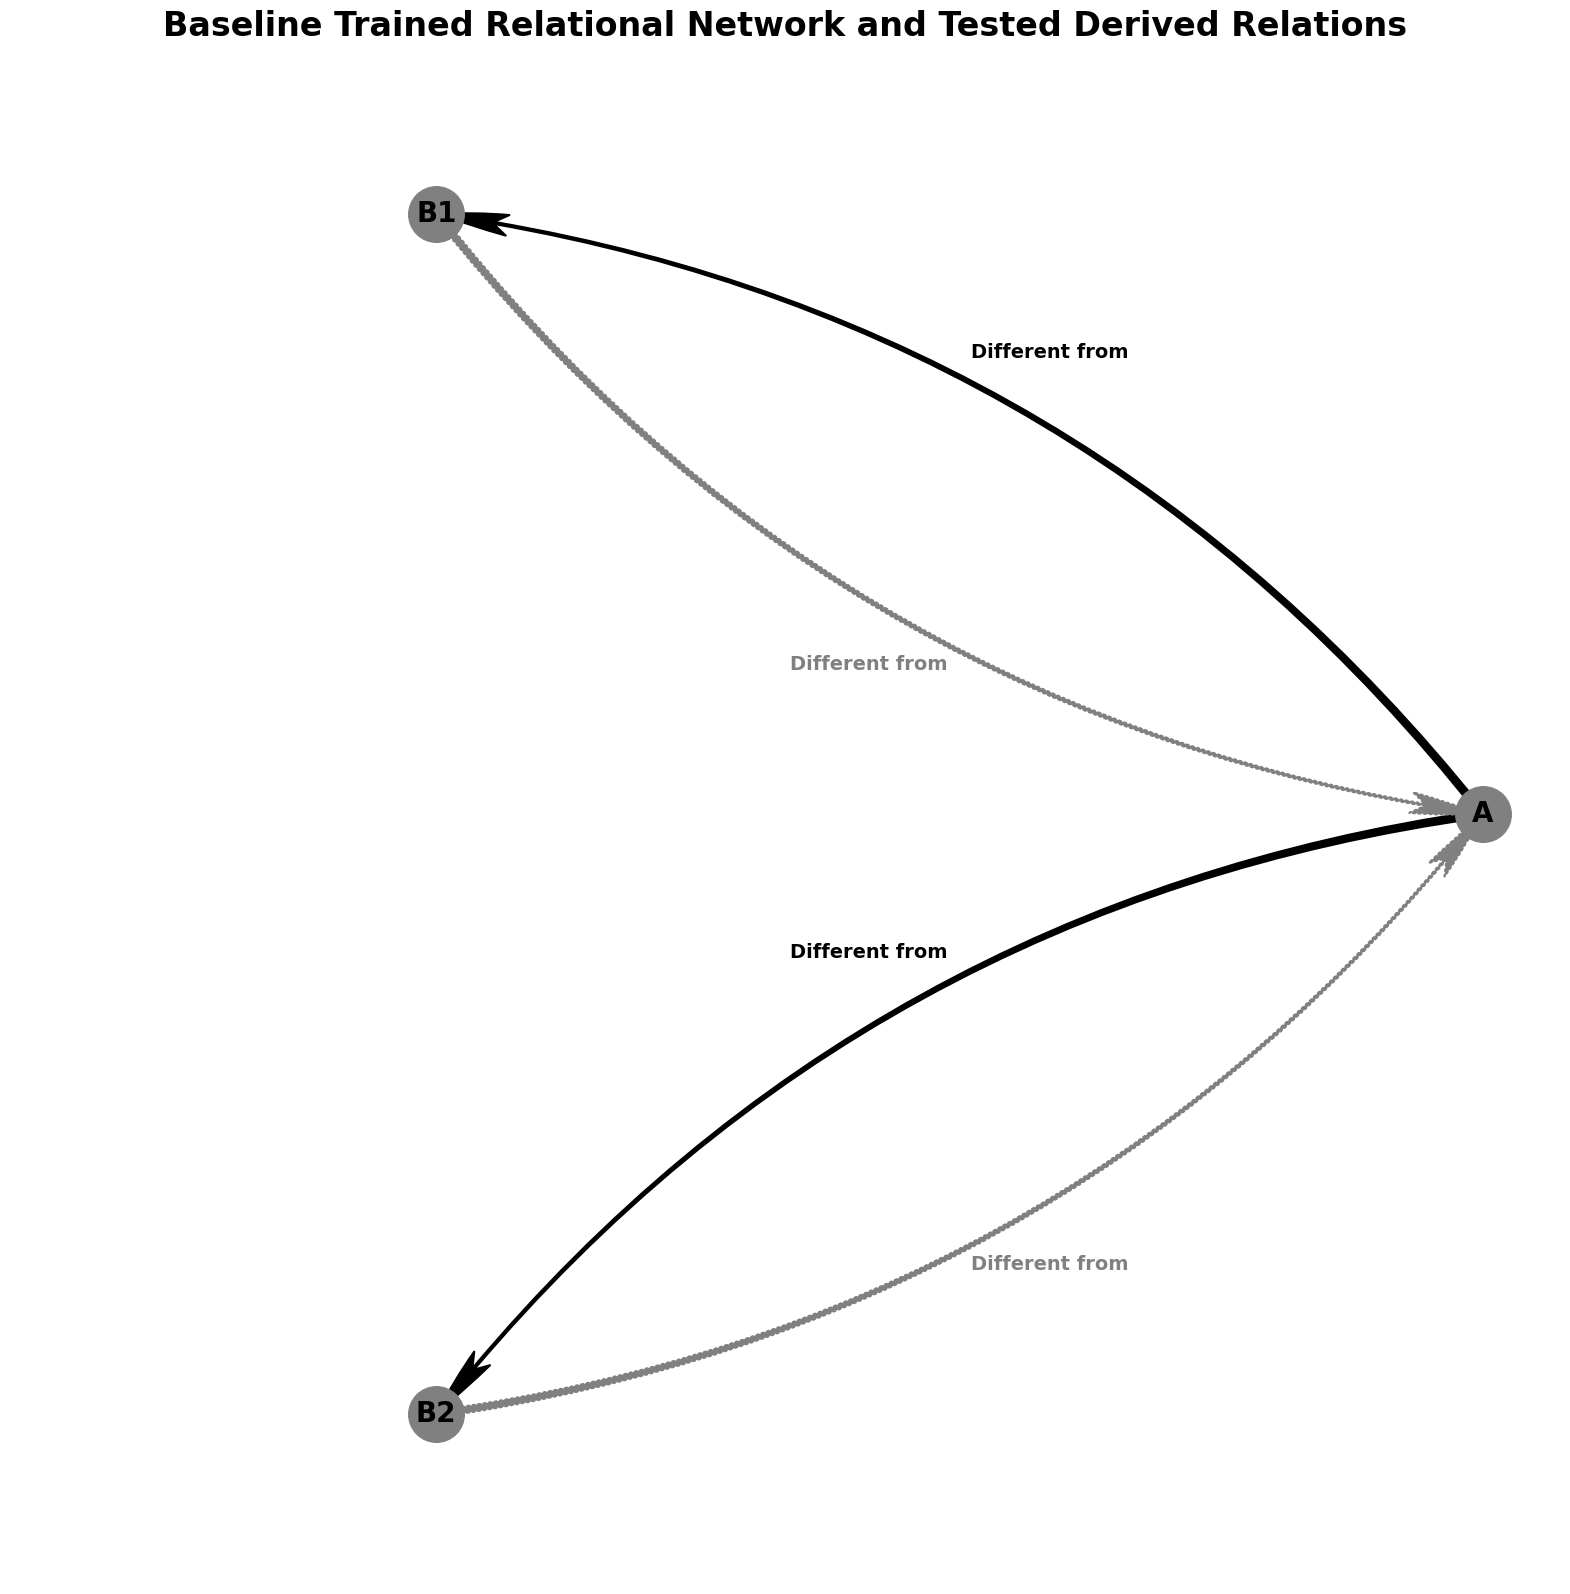 Baseline Trained Relational Network and Tested Derived Relations
B1
Different from
Different from
A
Different from
Different from
B2